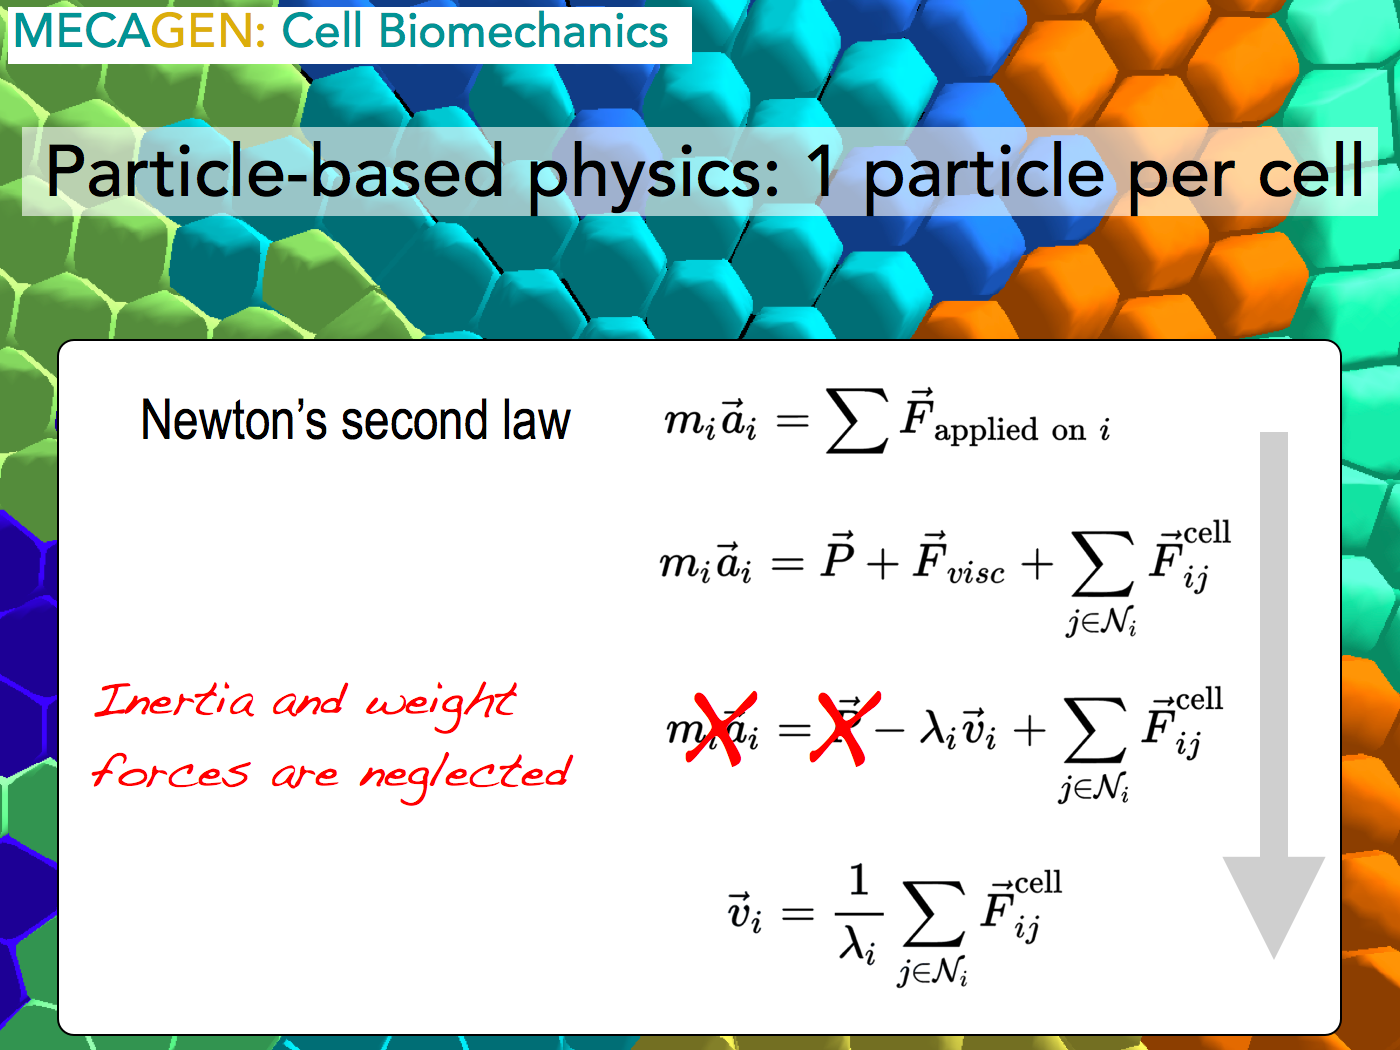 MECAGEN: Cell Biomechanics
Particle-based physics: 1 particle per cell
Newton's second law
$m_i \vec{a}_i = \sum \vec{F}_{\text{applied on } i}$
$m_i \vec{a}_i = \vec{P} + \vec{F}_{visc} + \sum_{j \in \mathcal{N}_i} \vec{F}_{ij}^{\text{cell}}$
Inertia and weight
forces are neglected
$m_i \vec{a}_i = \vec{P} - \lambda_i \vec{v}_i + \sum_{j \in \mathcal{N}_i} \vec{F}_{ij}^{\text{cell}}$
$\vec{v}_i = \frac{1}{\lambda_i} \sum_{j \in \mathcal{N}_i} \vec{F}_{ij}^{\text{cell}}$